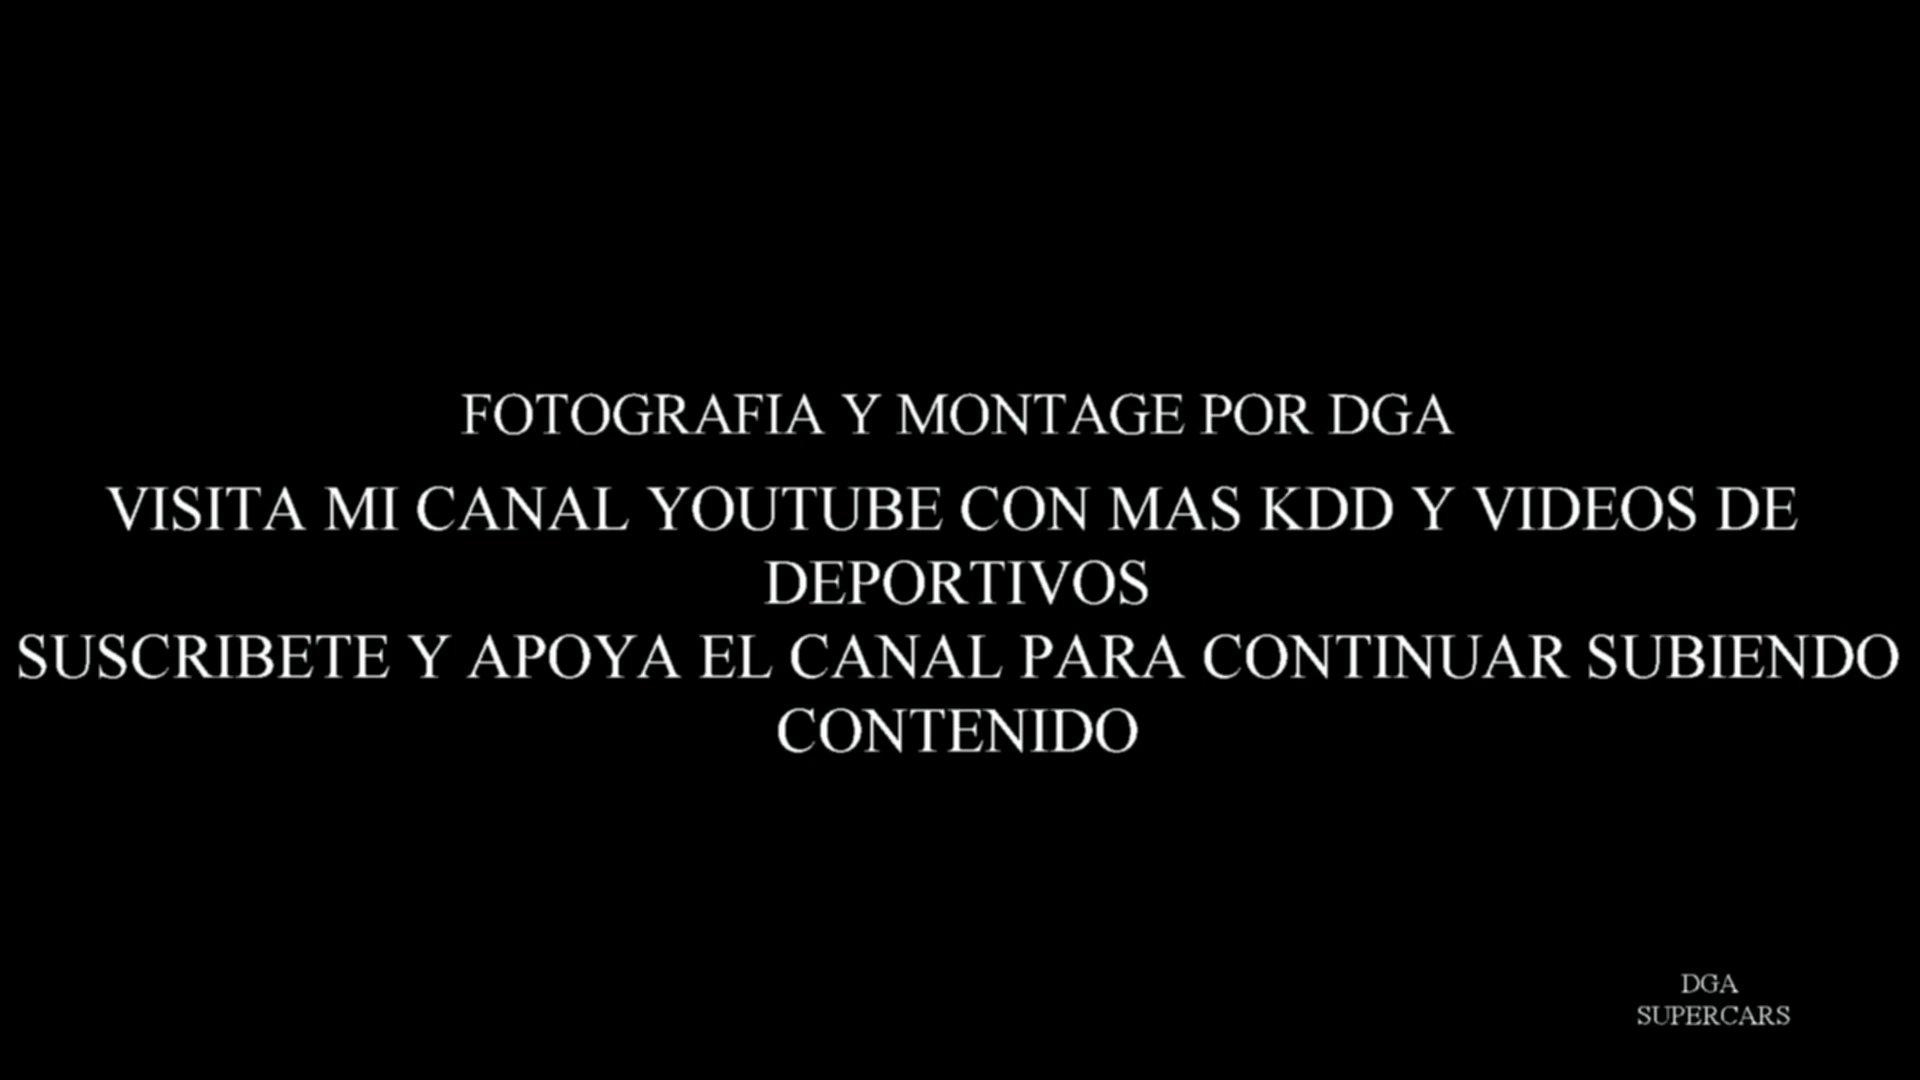 FOTOGRAFIA Y MONTAGE POR DGA
VISITA MI CANAL YOUTUBE CON MAS KDD Y VIDEOS DE
DEPORTIVOS
SUSCRIBETE Y APOYA EL CANAL PARA CONTINUAR SUBIENDO
CONTENIDO
DGA
SUPERCARS